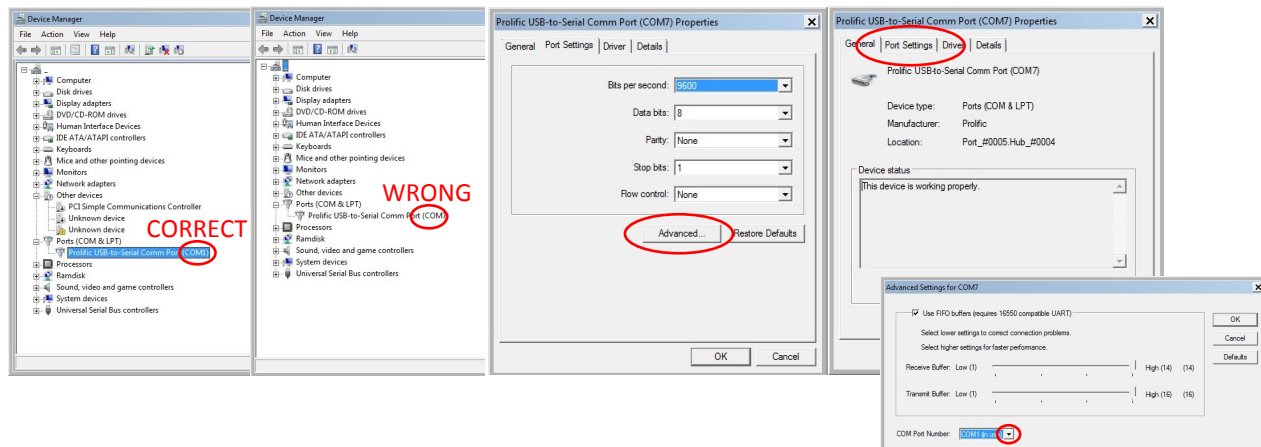 Device Manager
File Action View Help
Computer
Disk drives
Display adapters
DVD/CD-ROM drives
Human Interface Devices
IDE ATA/ATAPI controllers
Keyboards
Mice and other pointing devices
Monitors
Network adapters
Other devices
PCI Simple Communications Controller
Unknown device
Unknown device
CORRECT
Ports (COM & LPT)
Prolific USB-to-Serial Comm Port (COM1)
Processors
Ramdisk
Sound, video and game controllers
System devices
Universal Serial Bus controllers
Device Manager
File Action View Help
Computer
Disk drives
Display adapters
DVD/CD-ROM drives
Human Interface Devices
IDE ATA/ATAPI controllers
Keyboards
Mice and other pointing devices
Monitors
Network adapters
Other devices
WRONG
Ports (COM & LPT)
Prolific USB-to-Serial Comm Port (COM7)
Processors
Ramdisk
Sound, video and game controllers
System devices
Universal Serial Bus controllers
Prolific USB-to-Serial Comm Port (COM7) Properties
General Port Settings Driver Details
Bits per second: 9600
Data bits: 8
Parity: None
Stop bits: 1
Flow control: None
Advanced... Restore Defaults
OK Cancel
Prolific USB-to-Serial Comm Port (COM7) Properties
General Port Settings Driver Details
Prolific USB-to-Serial Comm Port (COM7)
Device type: Ports (COM & LPT)
Manufacturer: Prolific
Location: Port_#0005.Hub_#0004
Device status
This device is working properly.
Advanced Settings for COM7
Use FIFO buffers (requires 16550 compatible UART)
OK
Select lower settings to correct connection problems.
Cancel
Select higher settings for faster performance.
Defaults
Receive Buffer: Low (1) High (14) (14)
Transmit Buffer: Low (1) High (16) (16)
COM Port Number: COM1 (in use)